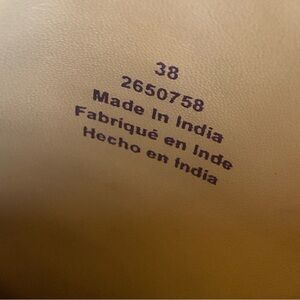 38
2650758
Made In India
Fabriqué en Inde
Hecho en India